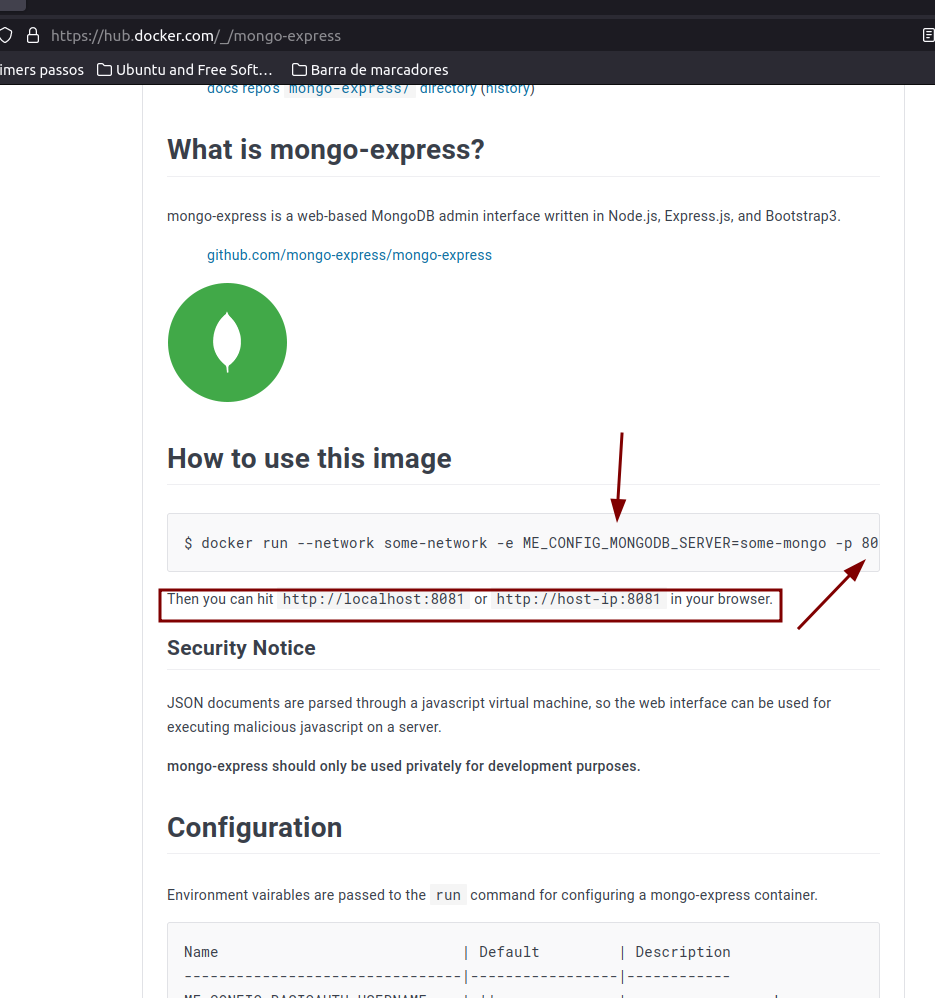 https://hub.docker.com/_/mongo-express
imers passos Ubuntu and Free Soft... Barra de marcadores
docs repo's mongo-express/ directory (history)
What is mongo-express?
mongo-express is a web-based MongoDB admin interface written in Node.js, Express.js, and Bootstrap3.
github.com/mongo-express/mongo-express
How to use this image
$ docker run --network some-network -e ME_CONFIG_MONGODB_SERVER=some-mongo -p 80
Then you can hit http://localhost:8081 or http://host-ip:8081 in your browser.
Security Notice
JSON documents are parsed through a javascript virtual machine, so the web interface can be used for
executing malicious javascript on a server.
mongo-express should only be used privately for development purposes.
Configuration
Environment vairables are passed to the run command for configuring a mongo-express container.
Name | Default | Description
--------------------------------|-----------------|------------